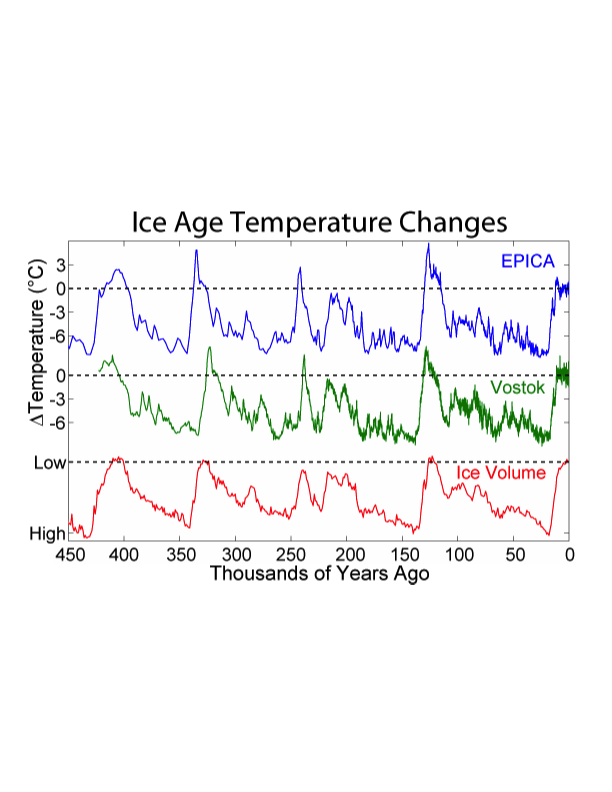 Ice Age Temperature Changes
ΔTemperature (°C)
3
0
-3
-6
EPICA
0
-3
-6
Vostok
Low
Ice Volume
High
450 400 350 300 250 200 150 100 50 0
Thousands of Years Ago